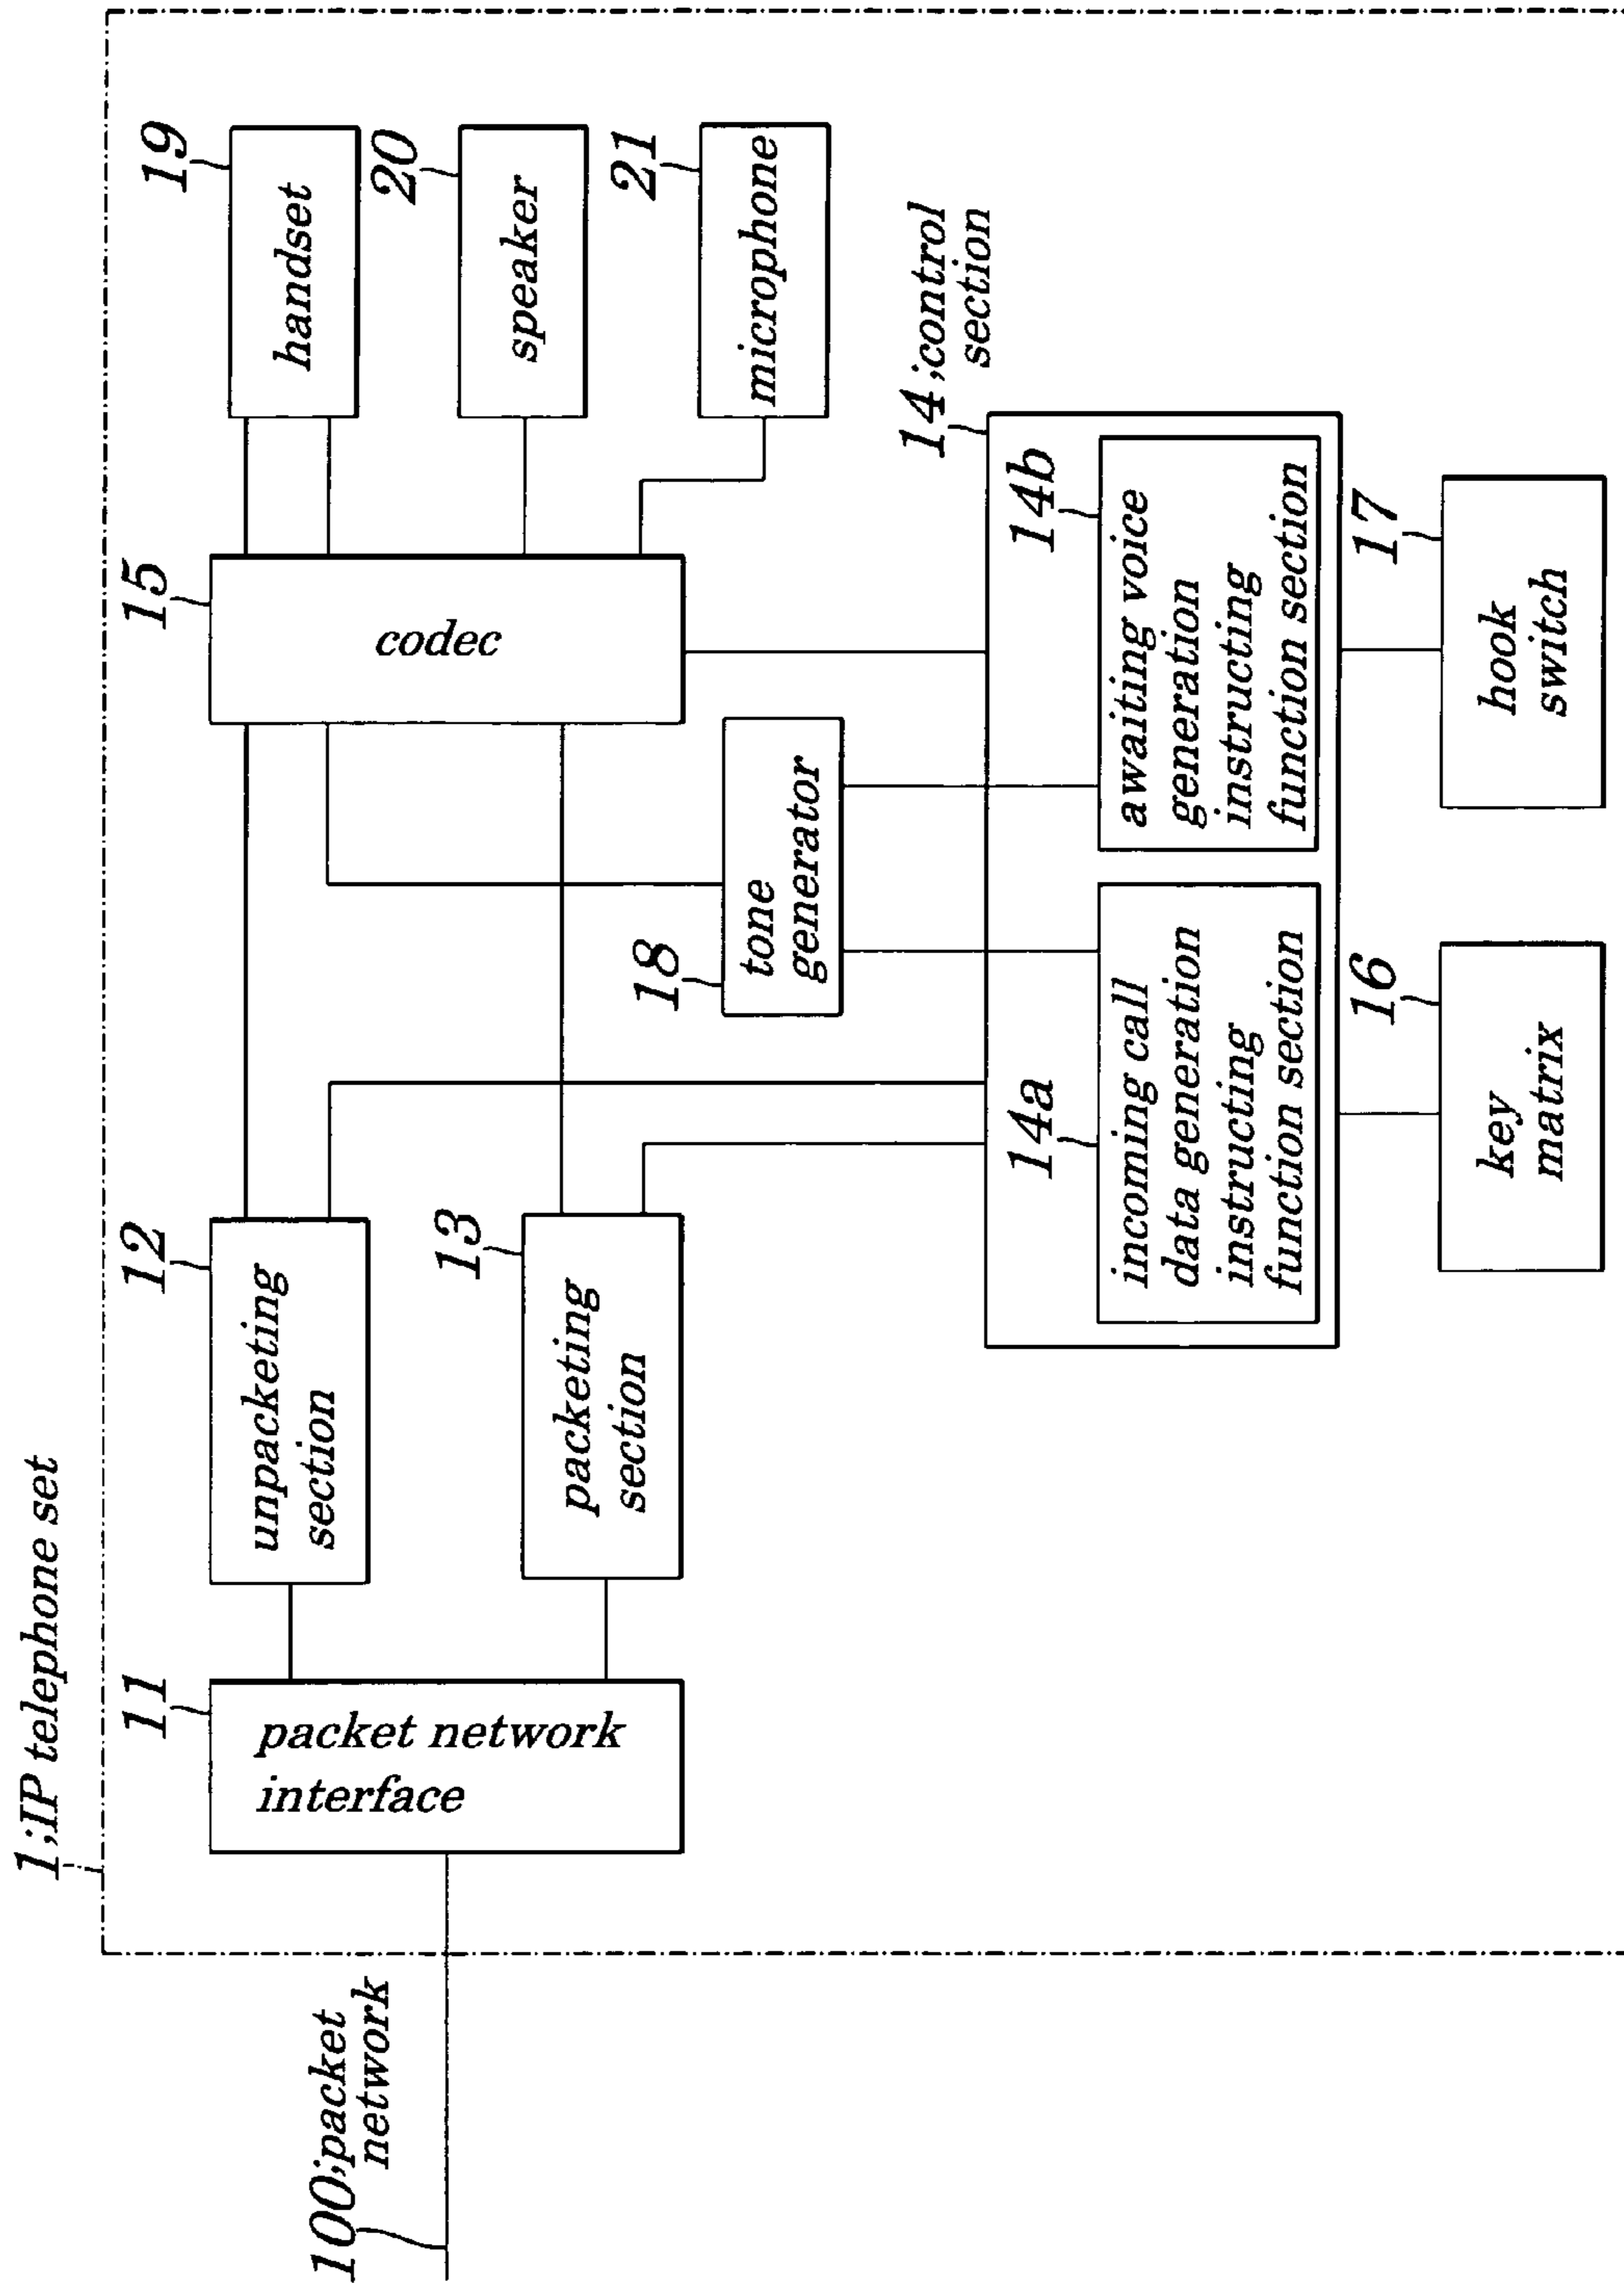 1;IP telephone set
100;packet
network
11
packet network
interface
12
unpacketing
section
13
packeting
section
15
codec
19
handset
20
speaker
21
microphone
18
tone
generator
14;control
section
14a
incoming call
data generation
instructing
function section
14b
awaiting voice
generation
instructing
function section
16
key
matrix
17
hook
switch